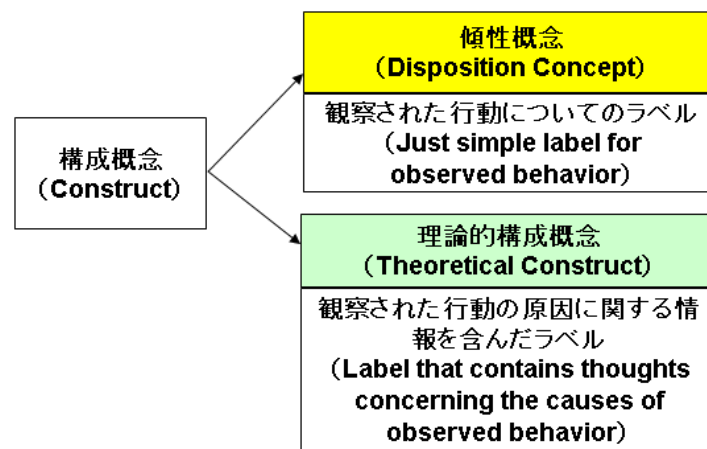 構成概念
（Construct）
傾性概念
（Disposition Concept）
観察された行動についてのラベル
（Just simple label for
observed behavior）
理論的構成概念
（Theoretical Construct）
観察された行動の原因に関する情
報を含んだラベル
（Label that contains thoughts
concerning the causes of
observed behavior）